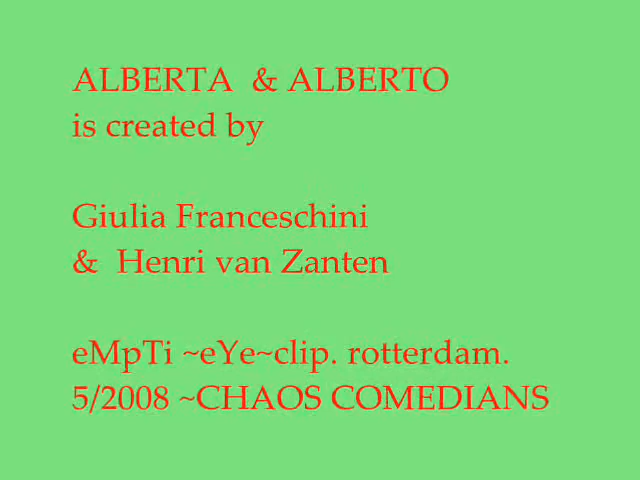 ALBERTA & ALBERTO
is created by
Giulia Franceschini
& Henri van Zanten
eMpTi ~eYe~clip. rotterdam.
5/2008 ~CHAOS COMEDIANS